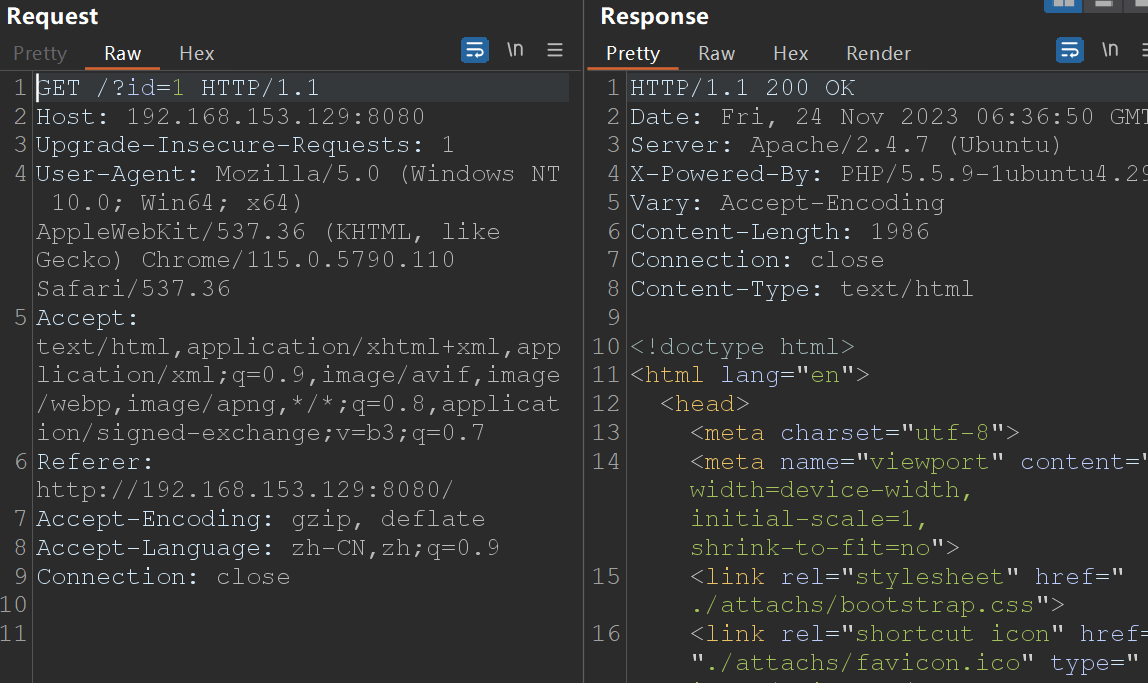 Request
Pretty Raw Hex \n
1 GET /?id=1 HTTP/1.1
2 Host: 192.168.153.129:8080
3 Upgrade-Insecure-Requests: 1
4 User-Agent: Mozilla/5.0 (Windows NT
10.0; Win64; x64)
AppleWebKit/537.36 (KHTML, like
Gecko) Chrome/115.0.5790.110
Safari/537.36
5 Accept:
text/html,application/xhtml+xml,app
lication/xml;q=0.9,image/avif,image
/webp,image/apng,*/*;q=0.8,applicat
ion/signed-exchange;v=b3;q=0.7
6 Referer:
http://192.168.153.129:8080/
7 Accept-Encoding: gzip, deflate
8 Accept-Language: zh-CN,zh;q=0.9
9 Connection: close
10
11
Response
Pretty Raw Hex Render \n
1 HTTP/1.1 200 OK
2 Date: Fri, 24 Nov 2023 06:36:50 GMT
3 Server: Apache/2.4.7 (Ubuntu)
4 X-Powered-By: PHP/5.5.9-1ubuntu4.29
5 Vary: Accept-Encoding
6 Content-Length: 1986
7 Connection: close
8 Content-Type: text/html
9
10 <!doctype html>
11 <html lang="en">
12 <head>
13 <meta charset="utf-8">
14 <meta name="viewport" content="
width=device-width,
initial-scale=1,
shrink-to-fit=no">
15 <link rel="stylesheet" href="
./attachs/bootstrap.css">
16 <link rel="shortcut icon" href=
"./attachs/favicon.ico" type="